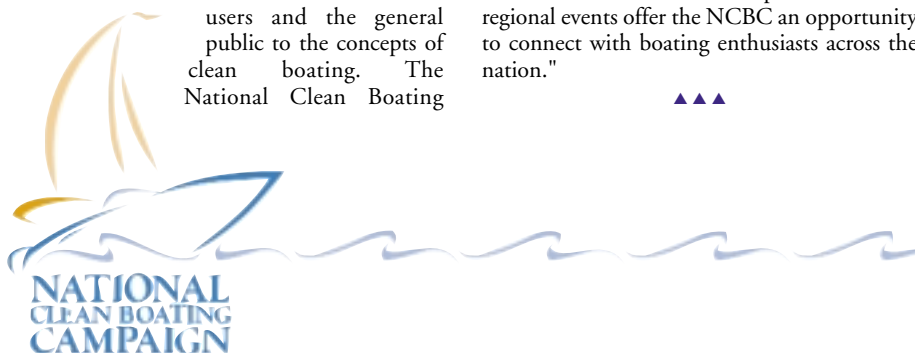 users and the general
public to the concepts of
clean boating. The
National Clean Boating
regional events offer the NCBC an opportunity
to connect with boating enthusiasts across the
nation."
NATIONAL
CLEAN BOATING
CAMPAIGN